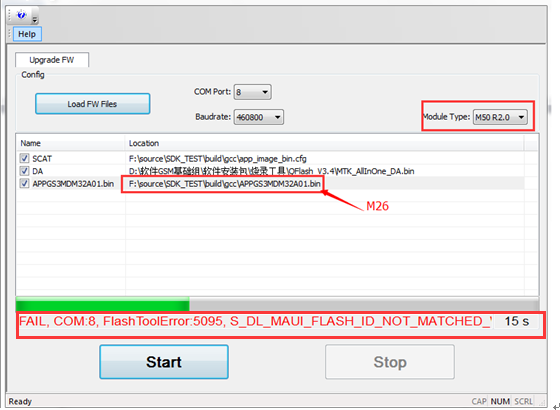 Help
Upgrade FW
Config
Load FW Files
COM Port: 8
Baudrate: 460800
Module Type: M50 R2.0
Name Location
SCAT F:\source\SDK_TEST\build\gcc\app_image_bin.cfg
DA D:\软件GSM基础组\软件安装包\烧录工具\QFlash_V3.4\MTK_AllInOne_DA.bin
APPGS3MDM32A01.bin F:\source\SDK_TEST\build\gcc\APPGS3MDM32A01.bin
M26
FAIL, COM:8, FlashToolError:5095, S_DL_MAUI_FLASH_ID_NOT_MATCHED_ 15 s
Start Stop
Ready CAP NUM SCRL